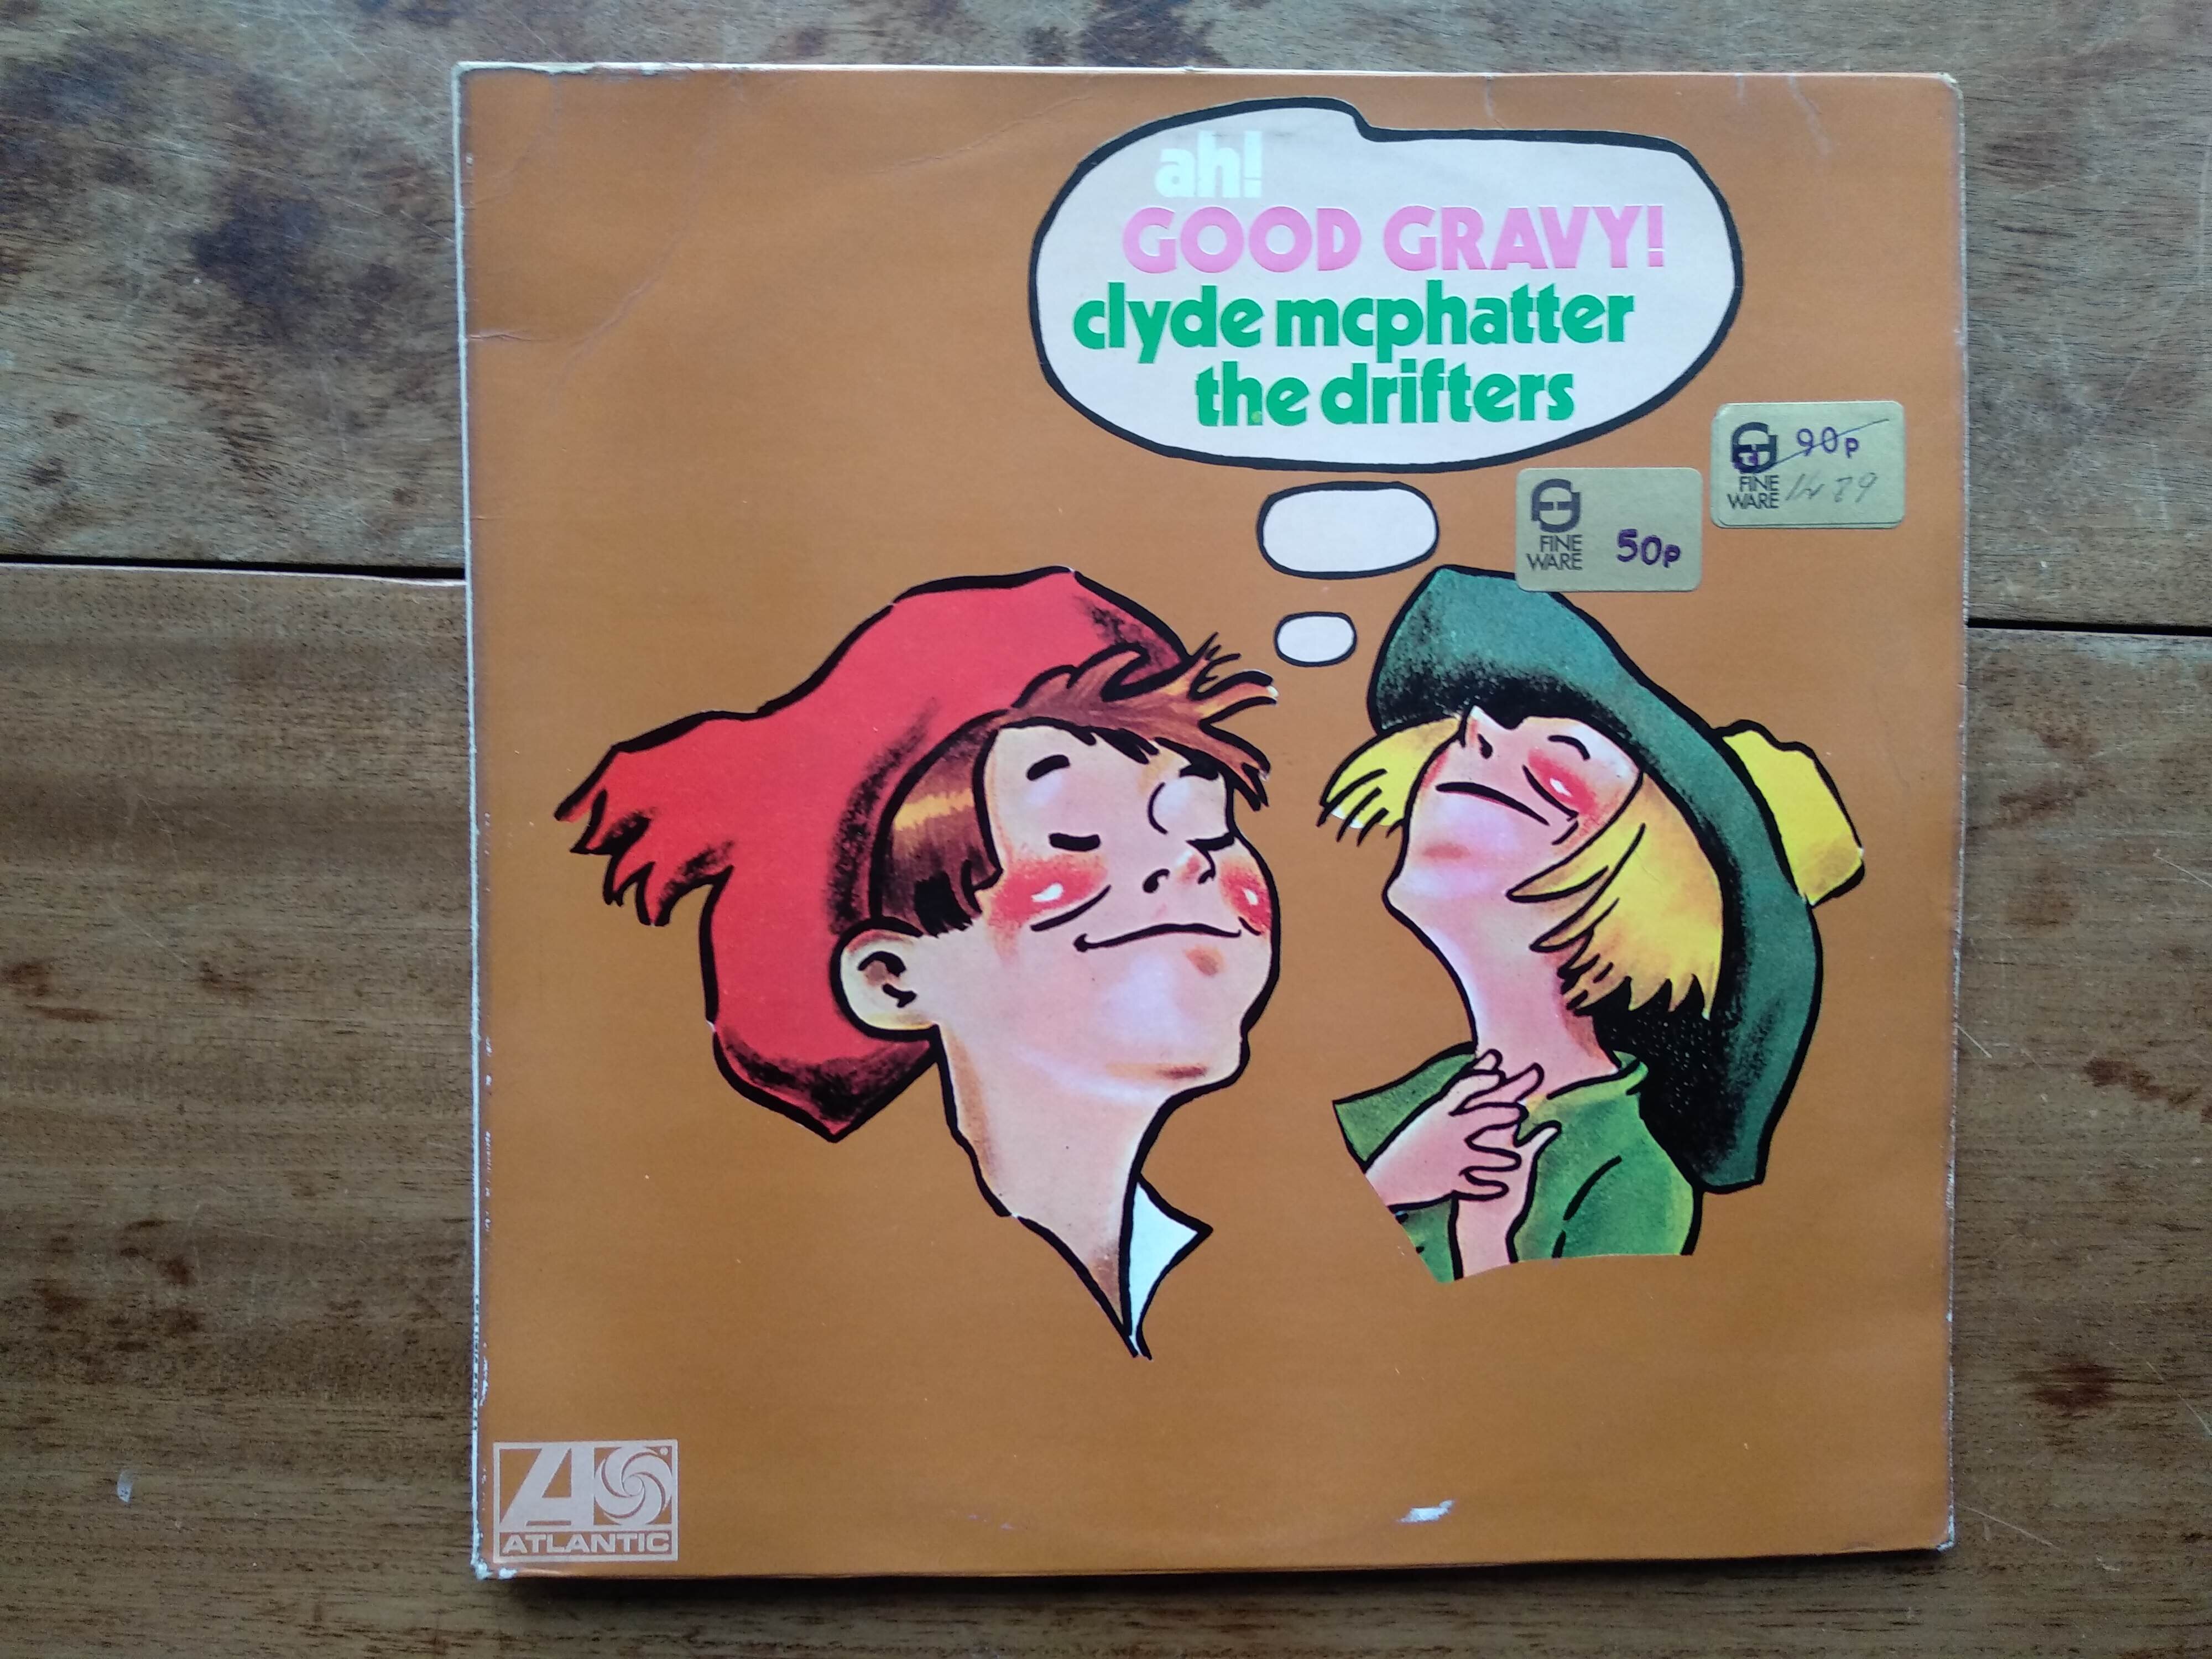 ah!
GOOD GRAVY!
clyde mcphatter
the drifters
90p
FINE
WARE
FINE
WARE
50p
ATLANTIC